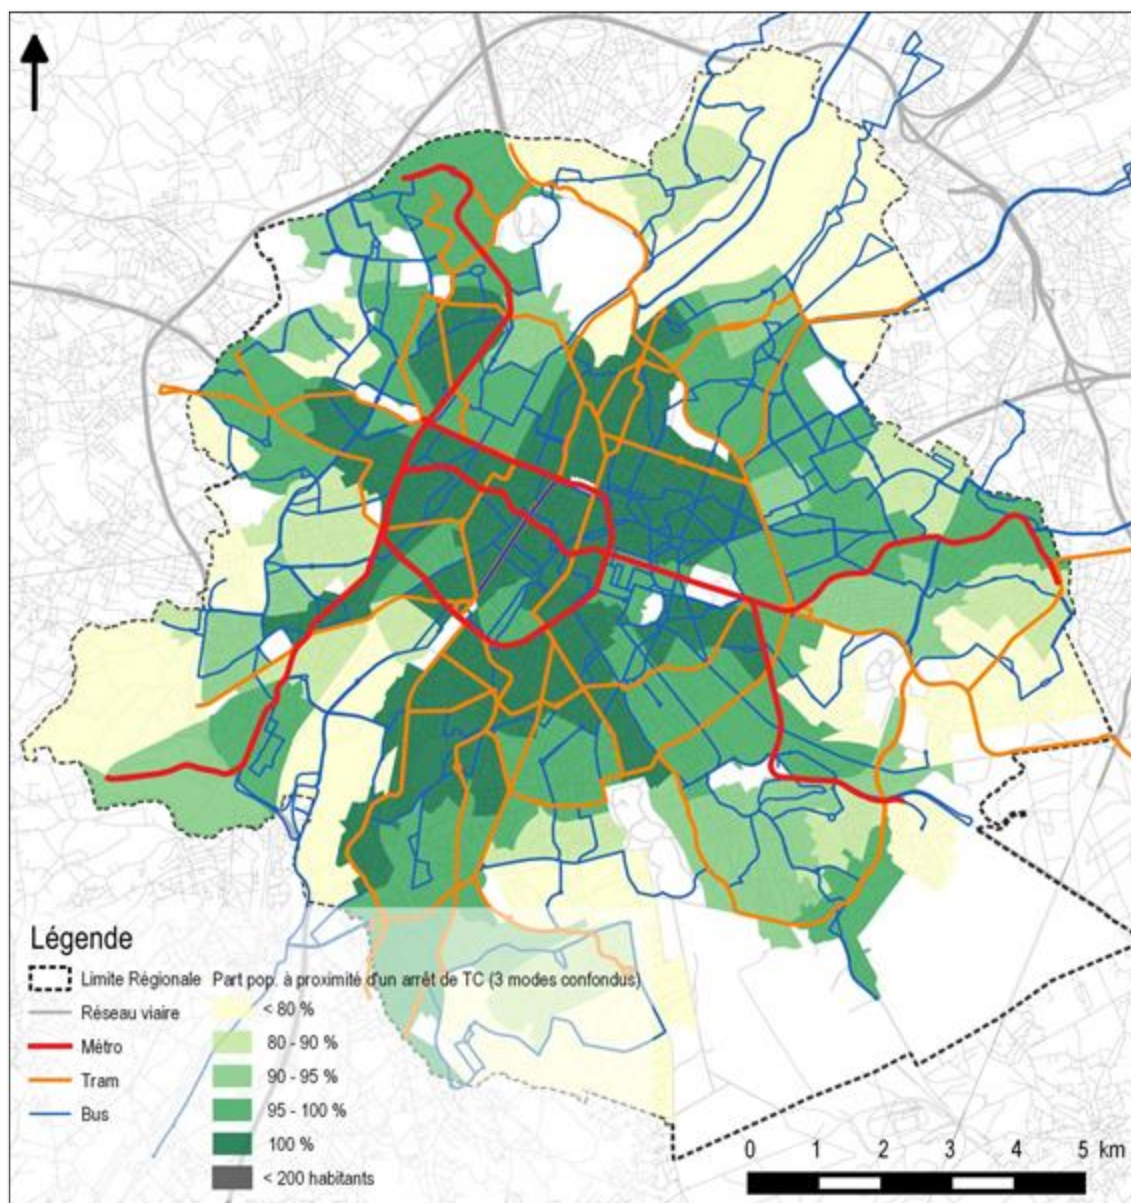 Légende
Limite Régionale
Réseau viaire
Métro
Tram
Bus
Part pop. à proximité d'un arrêt de TC (3 modes confondus)
< 80 %
80 - 90 %
90 - 95 %
95 - 100 %
100 %
< 200 habitants
0 1 2 3 4 5 km